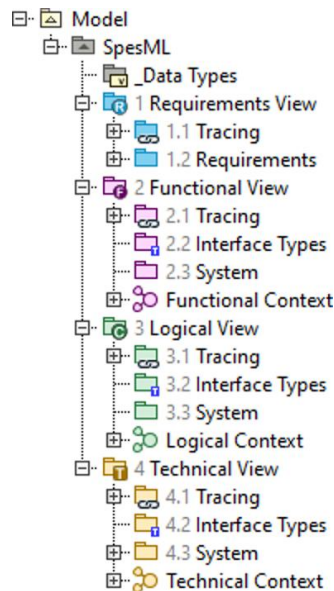 Model
SpesML
_Data Types
1 Requirements View
1.1 Tracing
1.2 Requirements
2 Functional View
2.1 Tracing
2.2 Interface Types
2.3 System
Functional Context
3 Logical View
3.1 Tracing
3.2 Interface Types
3.3 System
Logical Context
4 Technical View
4.1 Tracing
4.2 Interface Types
4.3 System
Technical Context